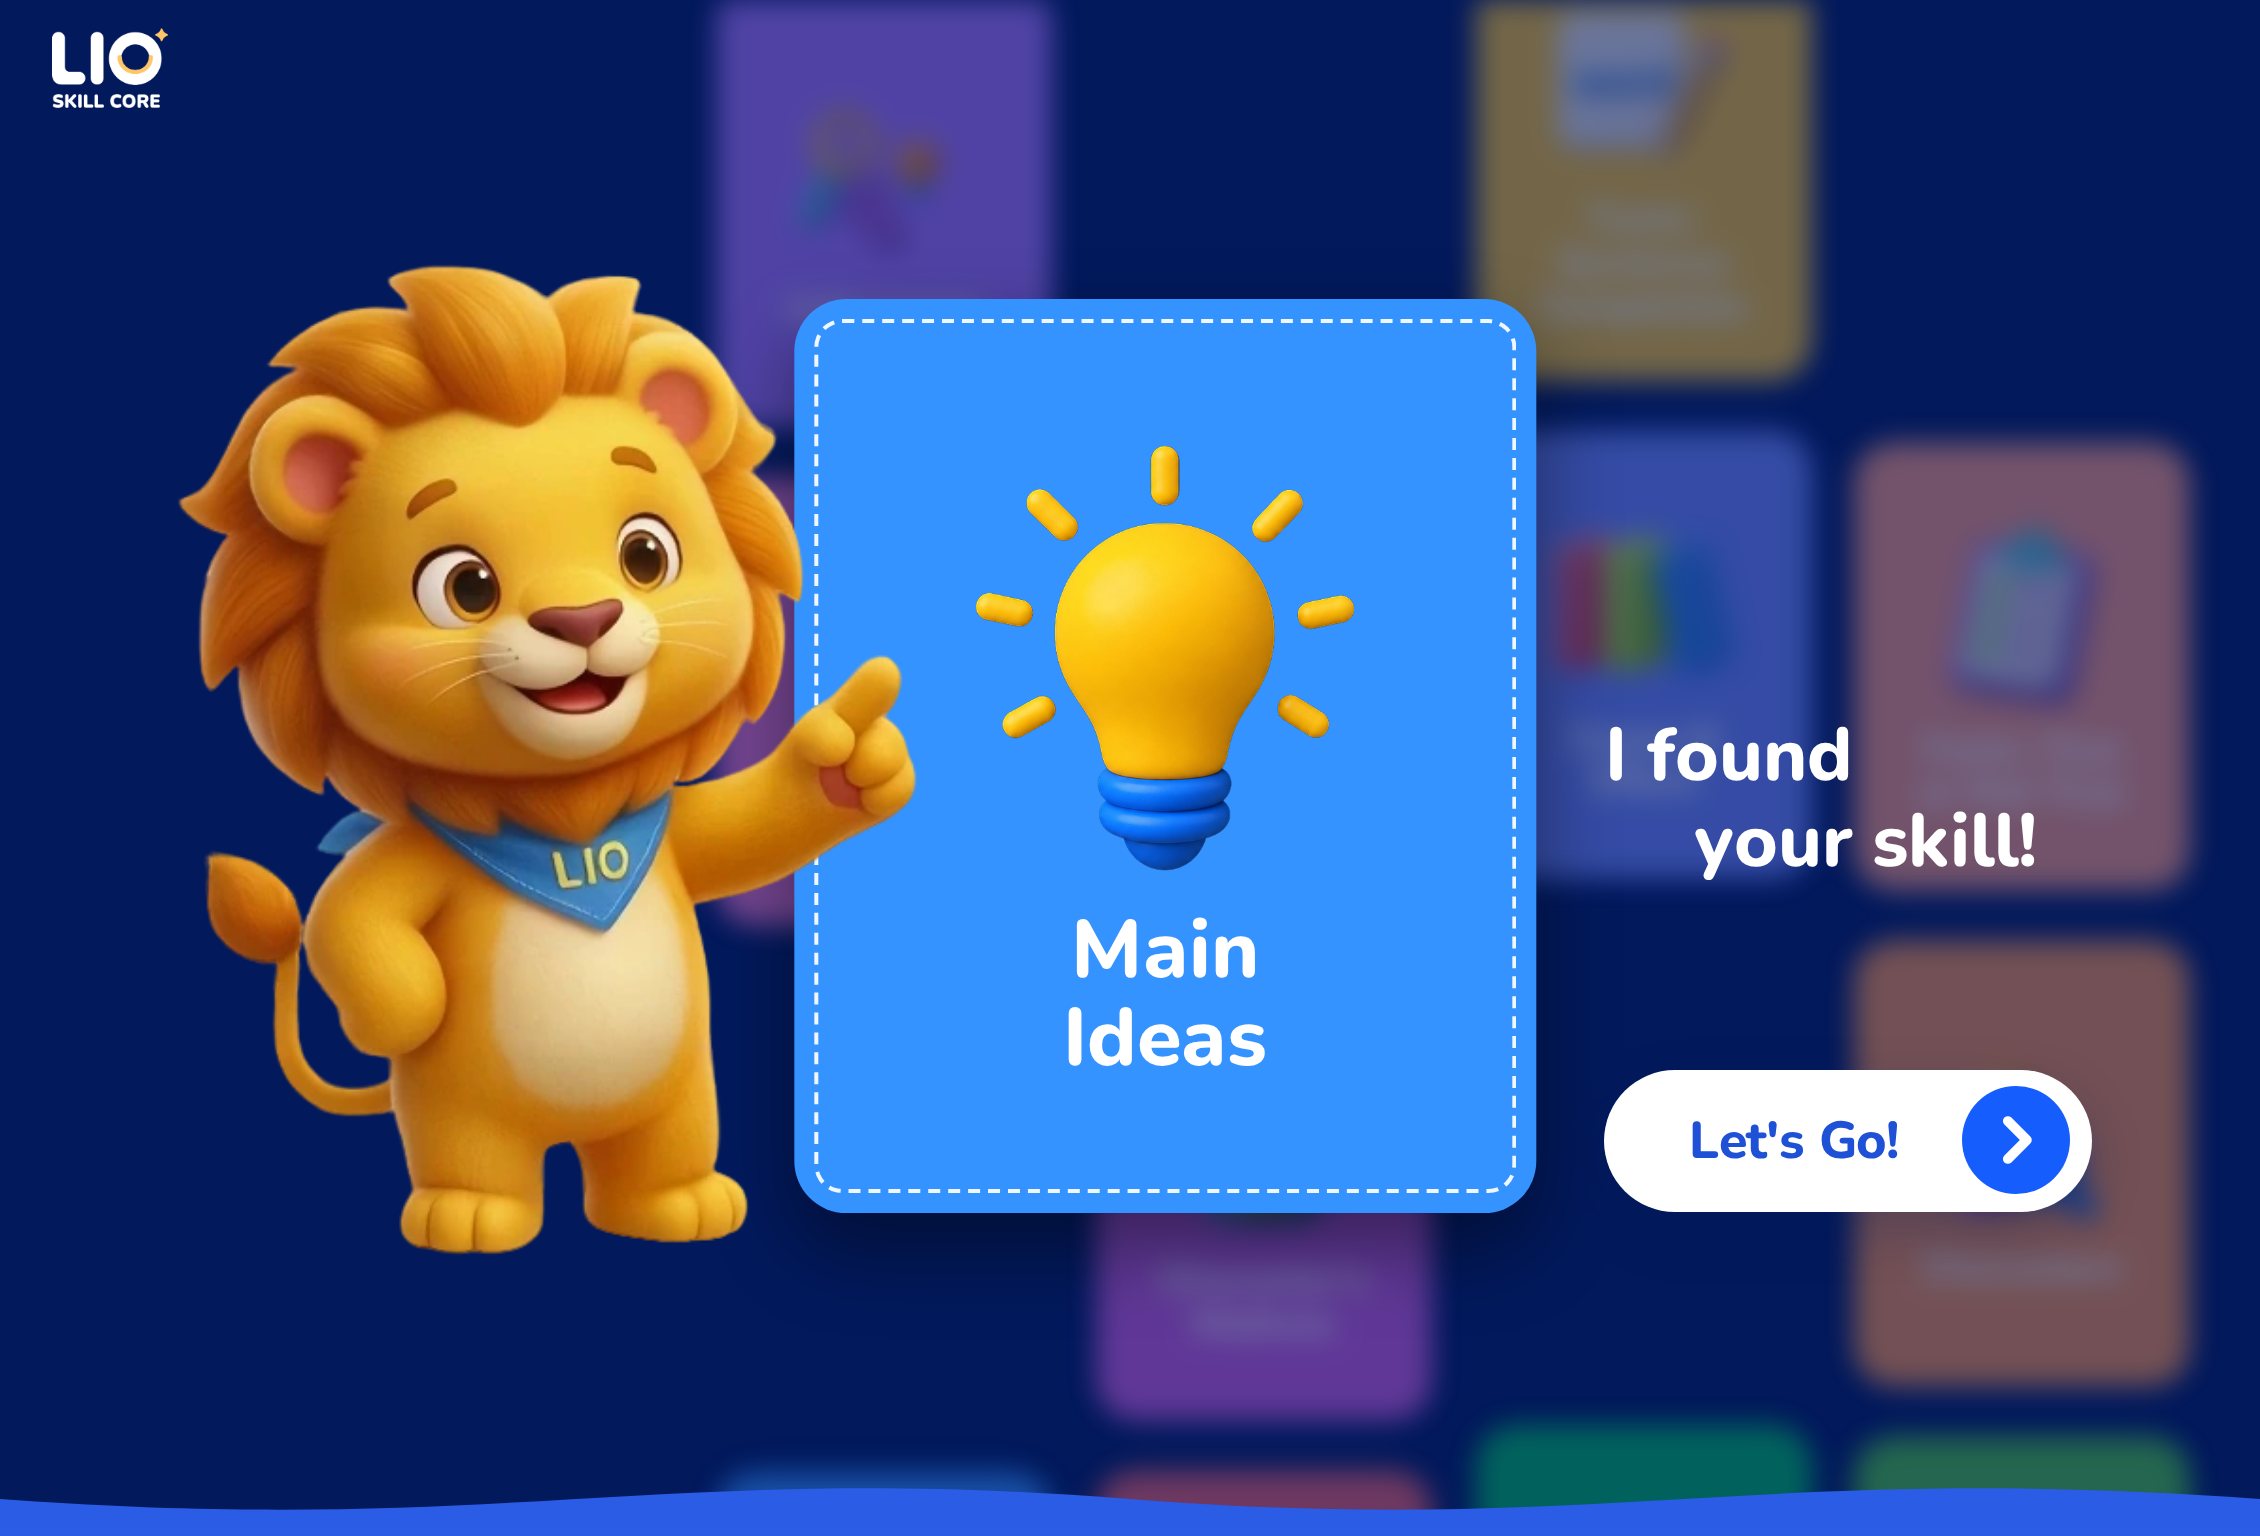 LIO
SKILL CORE
LIO
Main
Ideas
I found
your skill!
Let's Go!